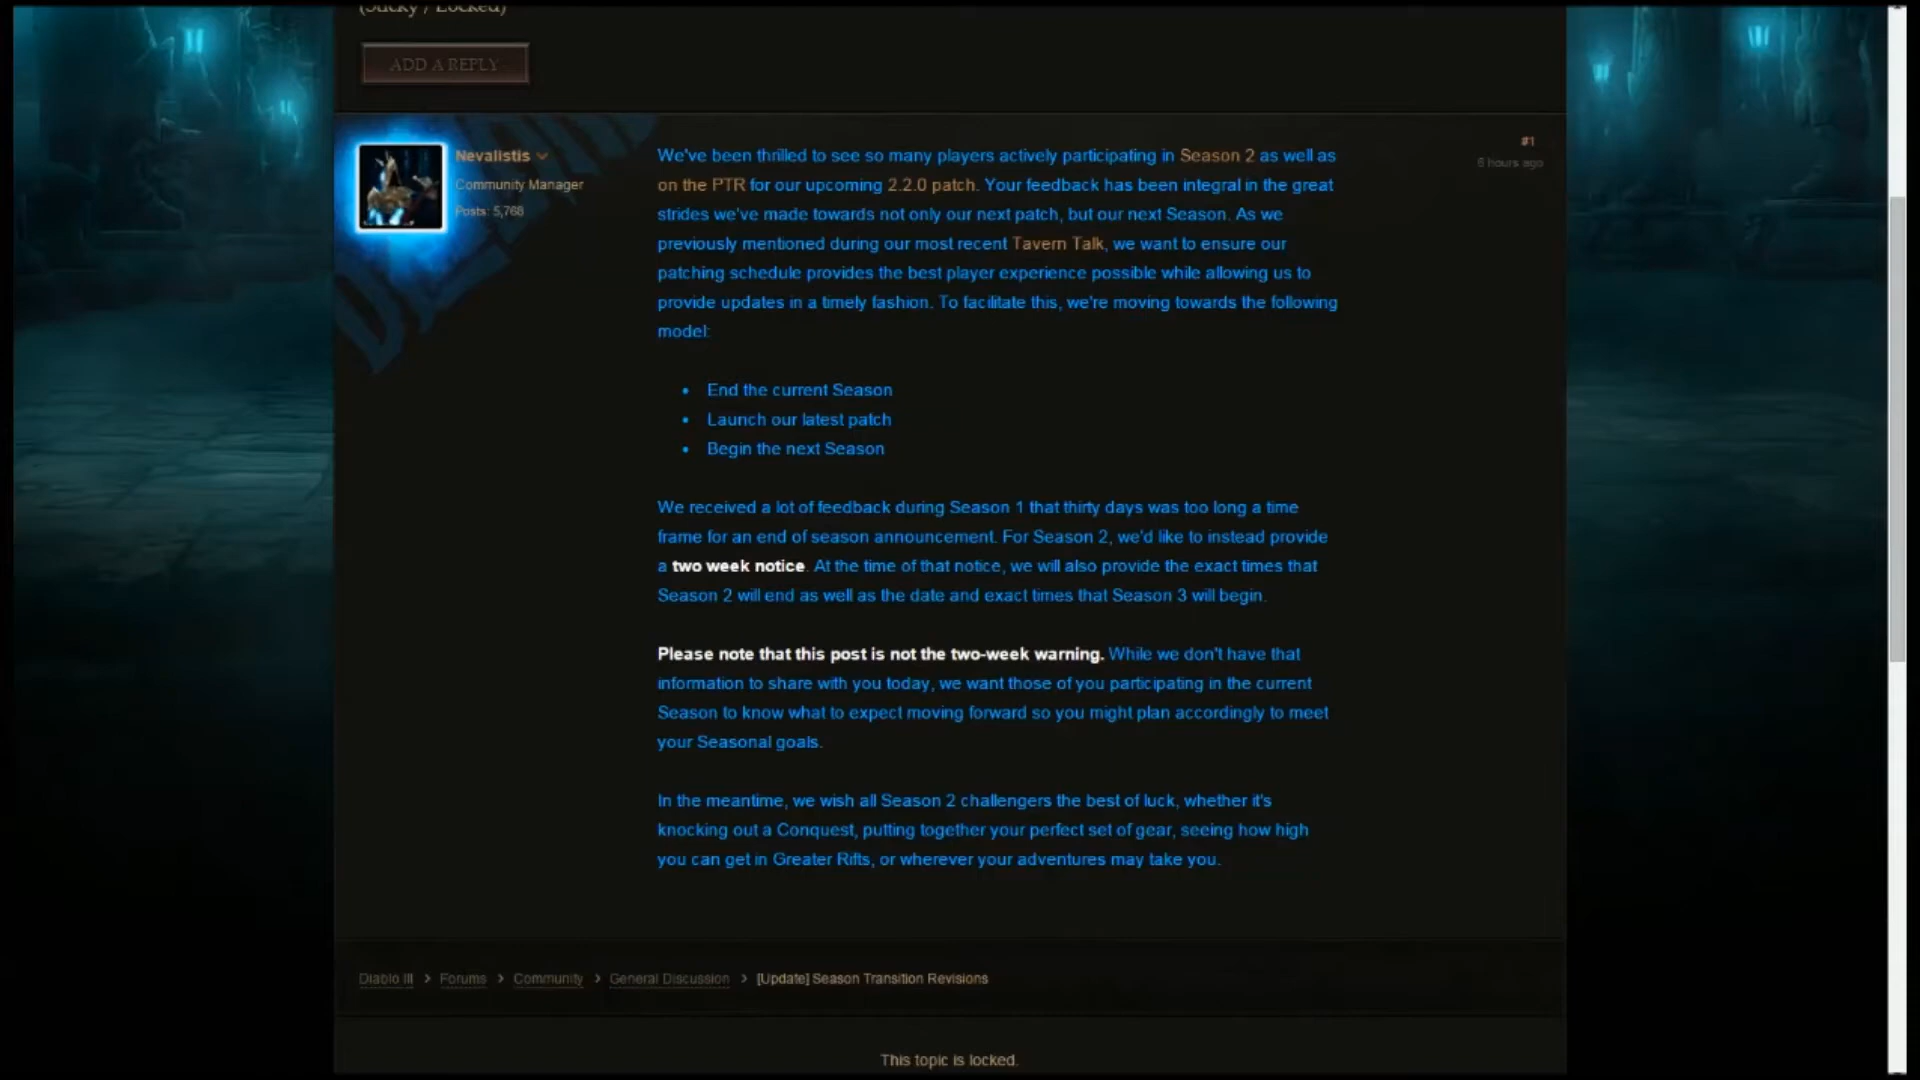 (Sticky / Locked)
ADD A REPLY
Nevalistis
Community Manager
Posts: 5,768
#1
6 hours ago
We've been thrilled to see so many players actively participating in Season 2 as well as
on the PTR for our upcoming 2.2.0 patch. Your feedback has been integral in the great
strides we've made towards not only our next patch, but our next Season. As we
previously mentioned during our most recent Tavern Talk, we want to ensure our
patching schedule provides the best player experience possible while allowing us to
provide updates in a timely fashion. To facilitate this, we're moving towards the following
model:
• End the current Season
• Launch our latest patch
• Begin the next Season
We received a lot of feedback during Season 1 that thirty days was too long a time
frame for an end of season announcement. For Season 2, we'd like to instead provide
a two week notice. At the time of that notice, we will also provide the exact times that
Season 2 will end as well as the date and exact times that Season 3 will begin.
Please note that this post is not the two-week warning. While we don't have that
information to share with you today, we want those of you participating in the current
Season to know what to expect moving forward so you might plan accordingly to meet
your Seasonal goals.
In the meantime, we wish all Season 2 challengers the best of luck, whether it's
knocking out a Conquest, putting together your perfect set of gear, seeing how high
you can get in Greater Rifts, or wherever your adventures may take you.
Diablo III > Forums > Community > General Discussion > [Update] Season Transition Revisions
This topic is locked.